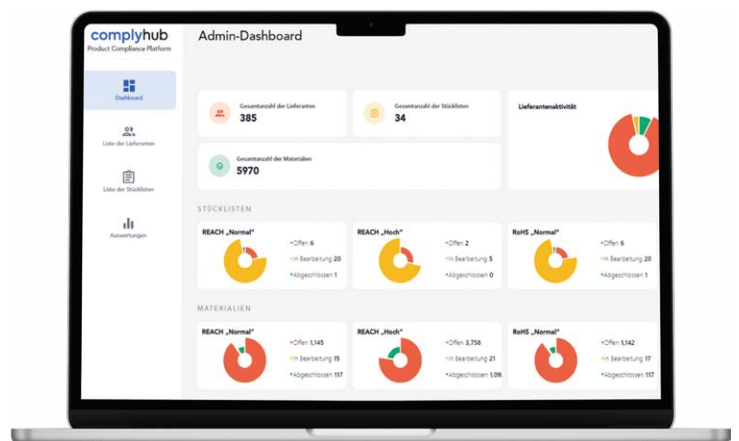 complyhub
Product Compliance Platform
Admin-Dashboard
Dashboard
Liste der Lieferanten
Liste der Stücklisten
Auswertungen
Gesamtanzahl der Lieferanten
385
Gesamtanzahl der Stücklisten
34
Lieferantenaktivität
Gesamtanzahl der Materialien
5970
STÜCKLISTEN
REACH „Normal“
Offen 6
In Bearbeitung 20
Abgeschlossen 1
REACH „Hoch“
Offen 2
In Bearbeitung 5
Abgeschlossen 0
RoHS „Normal“
Offen 6
In Bearbeitung 20
Abgeschlossen 1
MATERIALIEN
REACH „Normal“
Offen 1,145
In Bearbeitung 15
Abgeschlossen 117
REACH „Hoch“
Offen 3,758
In Bearbeitung 21
Abgeschlossen 1,09
RoHS „Normal“
Offen 1,142
In Bearbeitung 17
Abgeschlossen 117